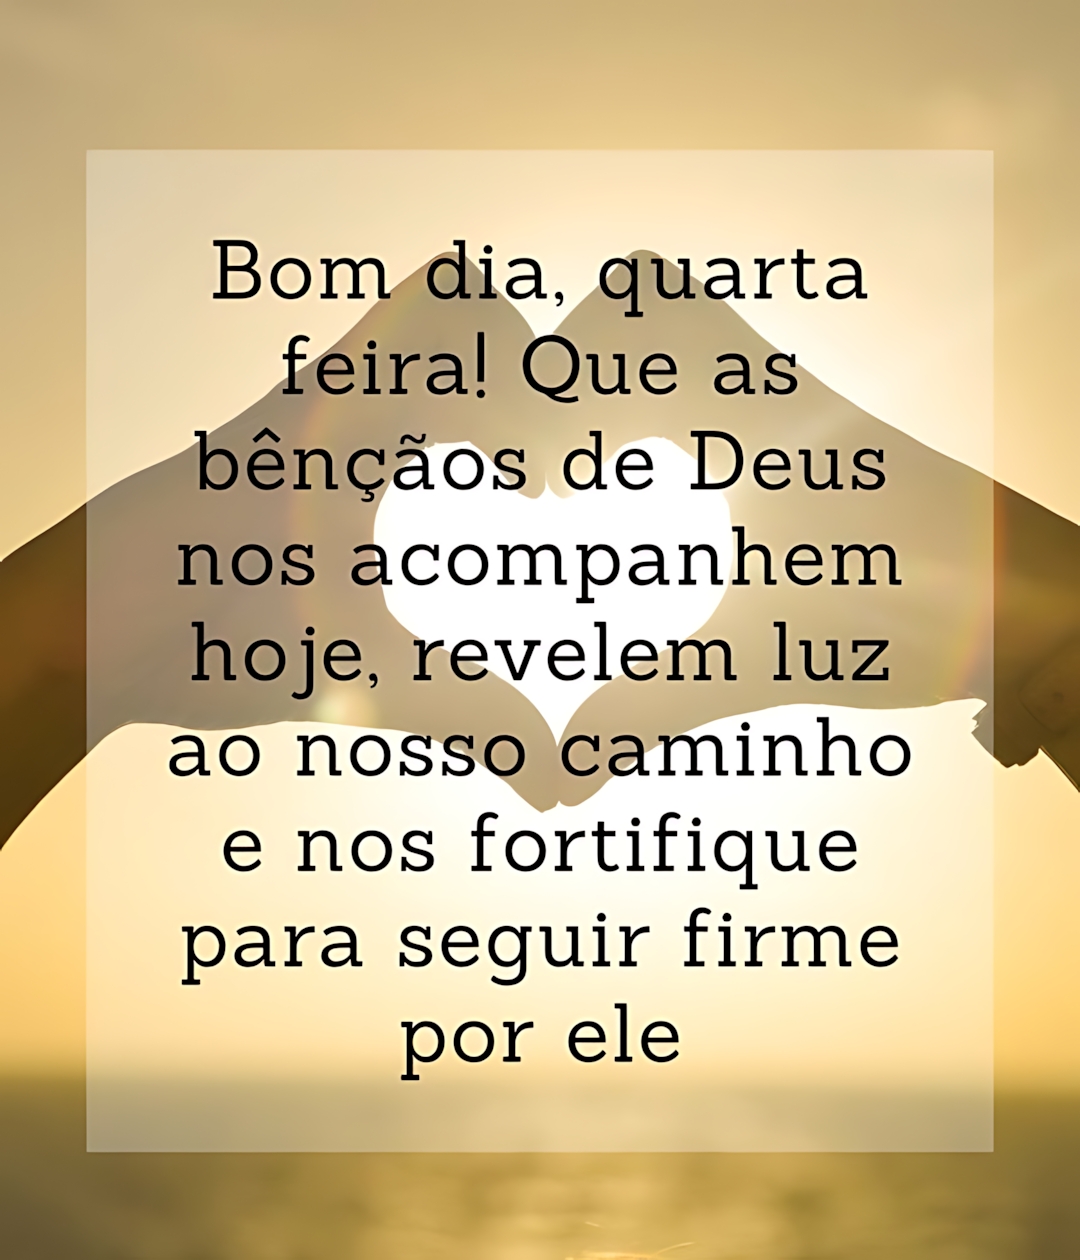 Bom dia, quarta
feira! Que as
bênçãos de Deus
nos acompanhem
hoje, revelem luz
ao nosso caminho
e nos fortifique
para seguir firme
por ele